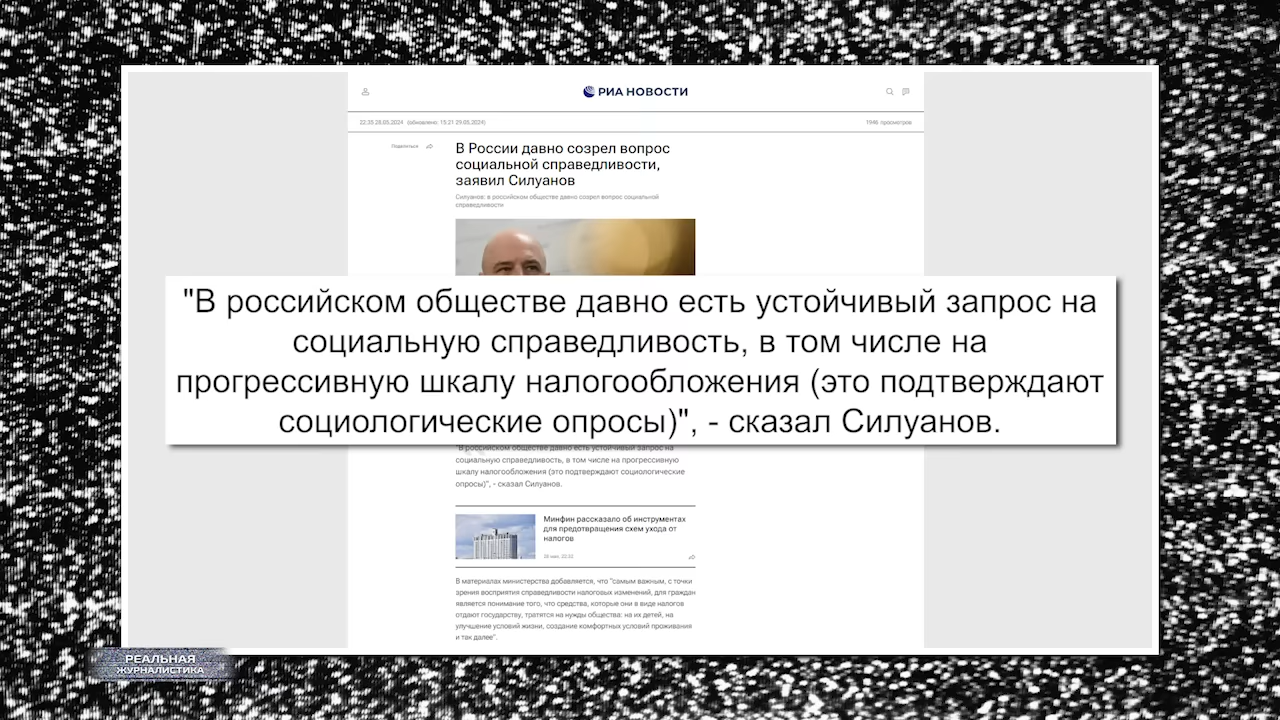 РИА НОВОСТИ
22:35 28.05.2024 (обновлено: 15:21 29.05.2024)
1946 просмотров
Поделиться
В России давно созрел вопрос
социальной справедливости,
заявил Силуанов
Силуанов: в российском обществе давно созрел вопрос социальной
справедливости
"В российском обществе давно есть устойчивый запрос на
социальную справедливость, в том числе на
прогрессивную шкалу налогообложения (это подтверждают
социологические опросы)", - сказал Силуанов.
"В российском обществе давно есть устойчивый запрос на
социальную справедливость, в том числе на прогрессивную
шкалу налогообложения (это подтверждают социологические
опросы)", - сказал Силуанов.
Минфин рассказало об инструментах
для предотвращения схем ухода от
налогов
28 мая, 22:32
В материалах министерства добавляется, что "самым важным, с точки
зрения восприятия справедливости налоговых изменений, для граждан
является понимание того, что средства, которые они в виде налогов
отдают государству, тратятся на нужды общества: на их детей, на
улучшение условий жизни, создание комфортных условий проживания
и так далее".
РЕАЛЬНАЯ
ЖУРНАЛИСТИКА